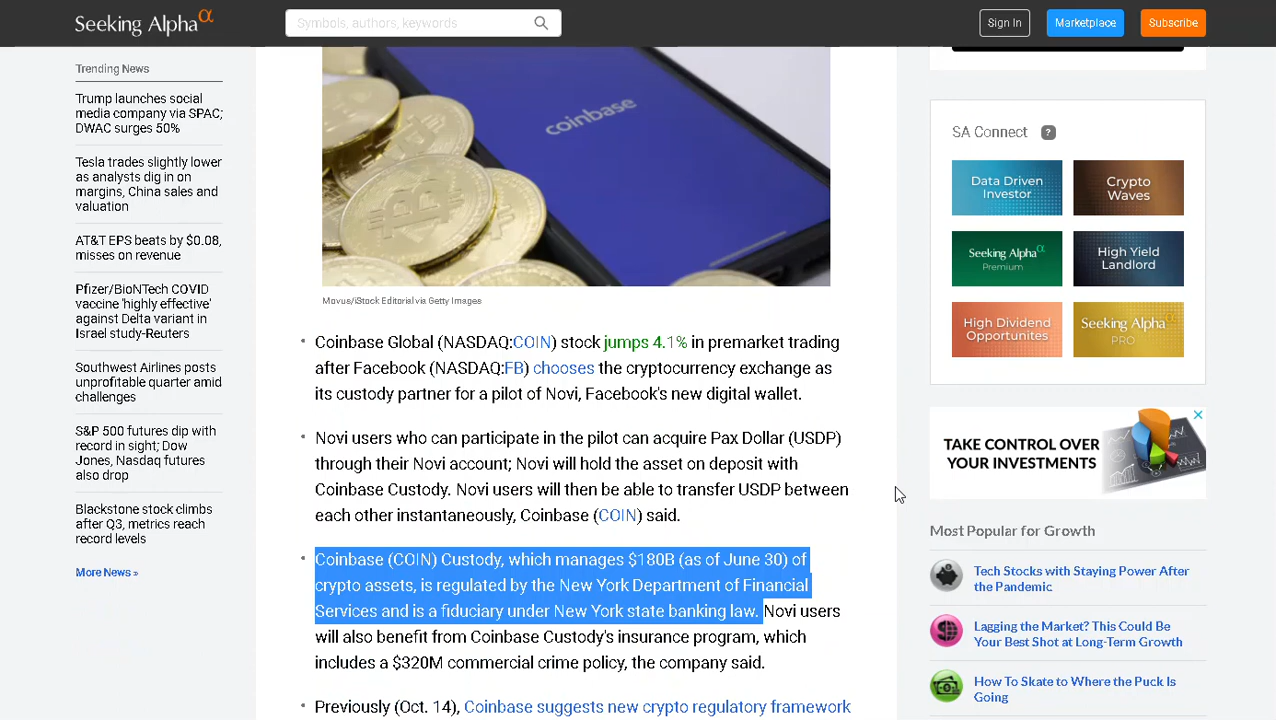 Seeking Alpha α
Symbols, authors, keywords
Sign In
Marketplace
Subscribe
Trending News
Trump launches social
media company via SPAC;
DWAC surges 50%
Tesla trades slightly lower
as analysts dig in on
margins, China sales and
valuation
AT&T EPS beats by $0.08,
misses on revenue
Pfizer/BioNTech COVID
vaccine 'highly effective'
against Delta variant in
Israel study-Reuters
Southwest Airlines posts
unprofitable quarter amid
challenges
S&P 500 futures dip with
record in sight; Dow
Jones, Nasdaq futures
also drop
Blackstone stock climbs
after Q3, metrics reach
record levels
More News »
coinbase
Movus/iStock Editorial via Getty Images
• Coinbase Global (NASDAQ:COIN) stock jumps 4.1% in premarket trading
after Facebook (NASDAQ:FB) chooses the cryptocurrency exchange as
its custody partner for a pilot of Novi, Facebook's new digital wallet.
• Novi users who can participate in the pilot can acquire Pax Dollar (USDP)
through their Novi account; Novi will hold the asset on deposit with
Coinbase Custody. Novi users will then be able to transfer USDP between
each other instantaneously, Coinbase (COIN) said.
• Coinbase (COIN) Custody, which manages $180B (as of June 30) of
crypto assets, is regulated by the New York Department of Financial
Services and is a fiduciary under New York state banking law. Novi users
will also benefit from Coinbase Custody's insurance program, which
includes a $320M commercial crime policy, the company said.
• Previously (Oct. 14), Coinbase suggests new crypto regulatory framework
SA Connect ?
Data Driven
Investor
Crypto
Waves
Seeking Alpha α
Premium
High Yield
Landlord
High Dividend
Opportunites
Seeking Alpha α
PRO
TAKE CONTROL OVER
YOUR INVESTMENTS
Most Popular for Growth
Tech Stocks with Staying Power After
the Pandemic
Lagging the Market? This Could Be
Your Best Shot at Long-Term Growth
How To Skate to Where the Puck Is
Going